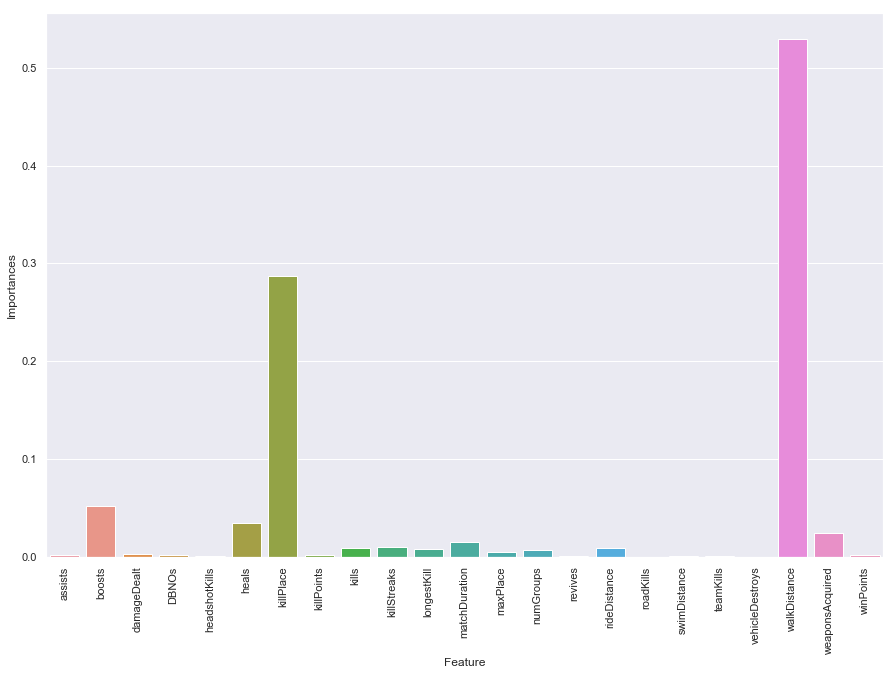 0.5
0.4
0.3
0.2
0.1
0.0
Importances
assists
boosts
damageDealt
DBNOs
headshotKills
heals
killPlace
killPoints
kills
killStreaks
longestKill
matchDuration
maxPlace
numGroups
revives
rideDistance
roadKills
swimDistance
teamKills
vehicleDestroys
walkDistance
weaponsAcquired
winPoints
Feature